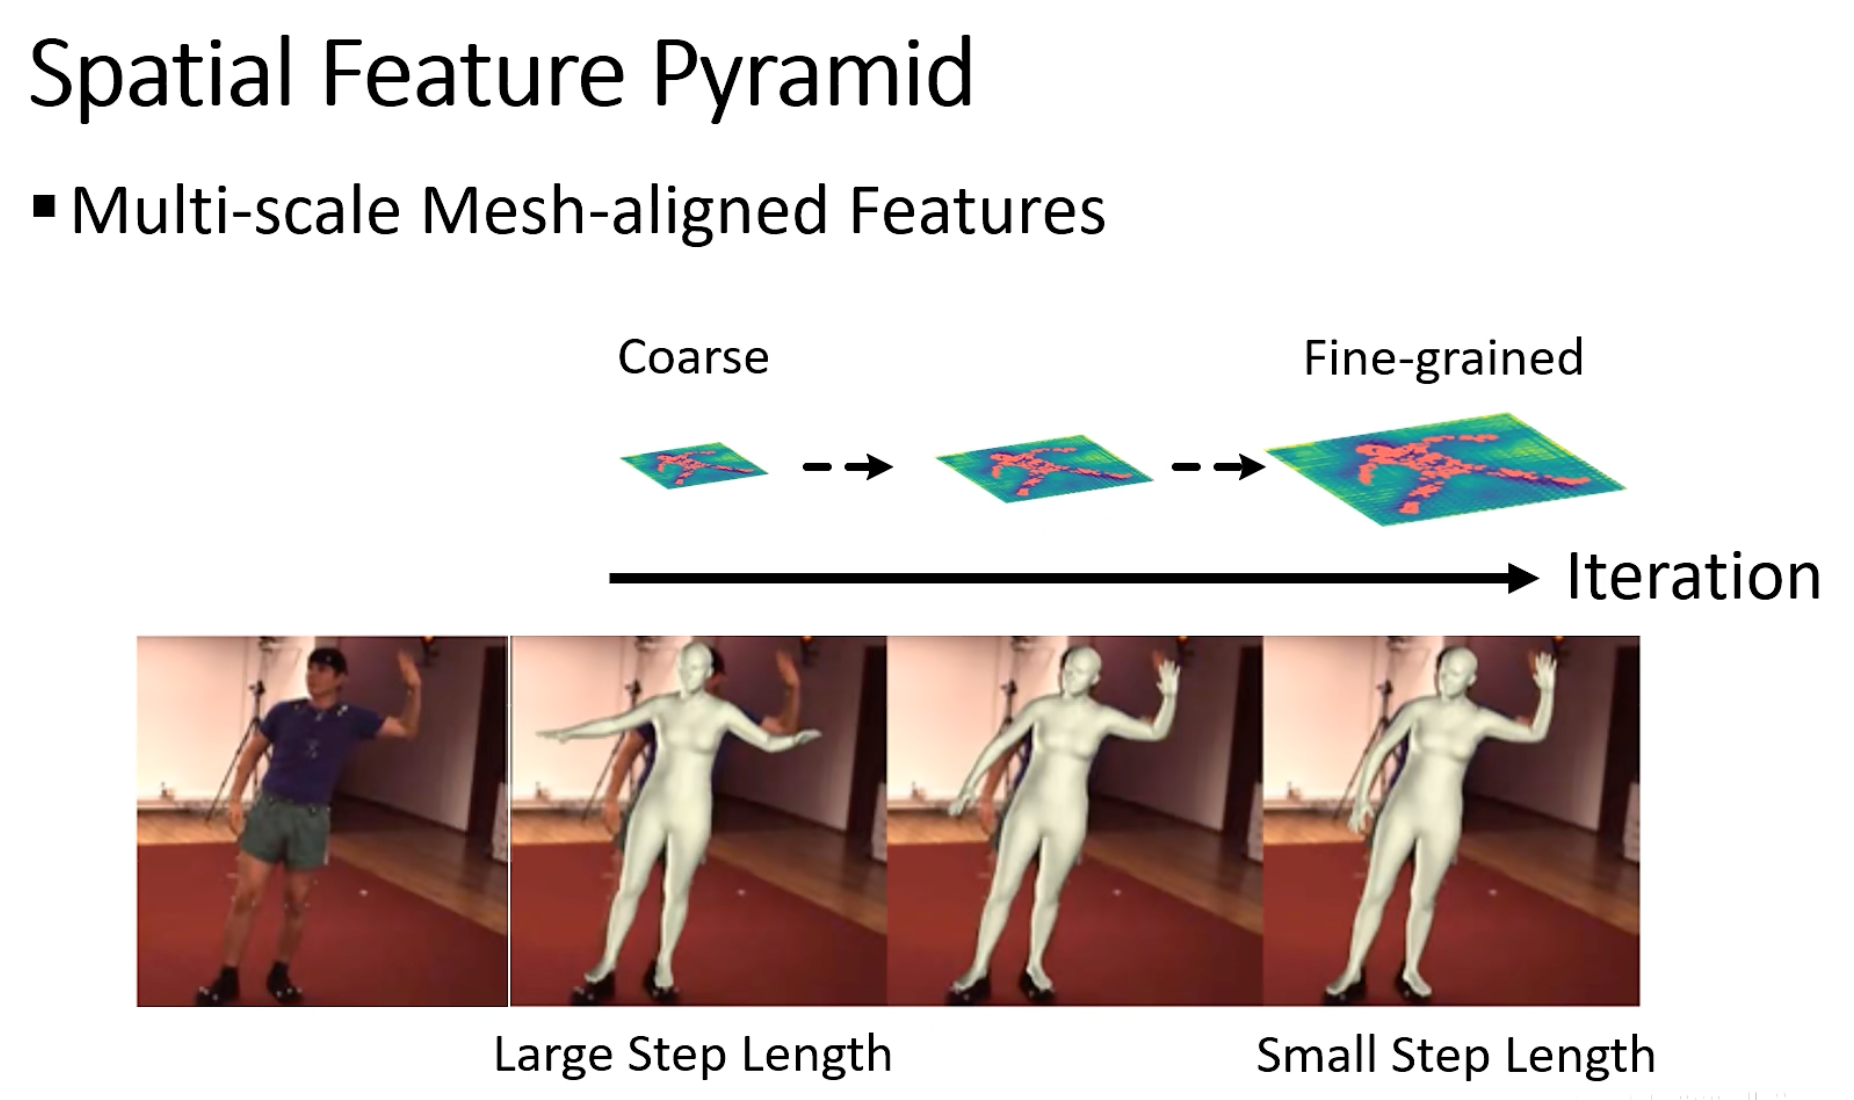 Spatial Feature Pyramid
▪ Multi-scale Mesh-aligned Features
Coarse
Fine-grained
Iteration
Large Step Length
Small Step Length